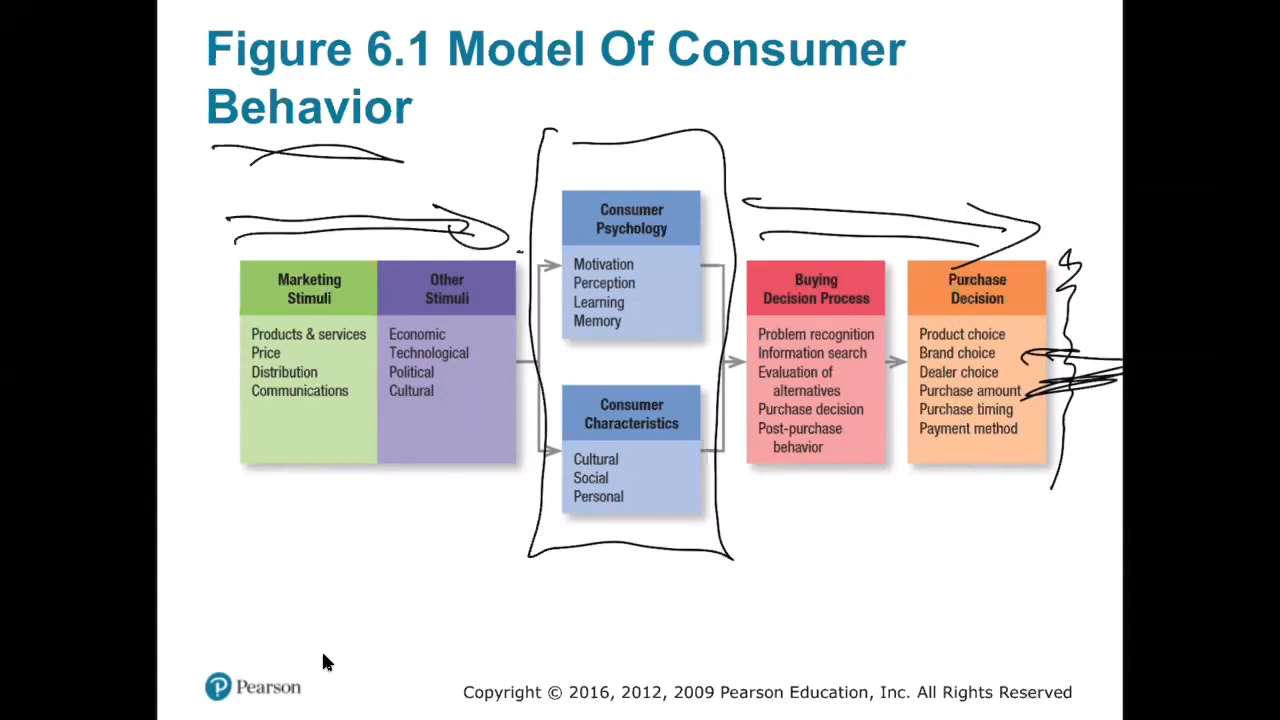 Figure 6.1 Model Of Consumer
Behavior
Marketing
Stimuli
Products & services
Price
Distribution
Communications
Other
Stimuli
Economic
Technological
Political
Cultural
Consumer
Psychology
Motivation
Perception
Learning
Memory
Consumer
Characteristics
Cultural
Social
Personal
Buying
Decision Process
Problem recognition
Information search
Evaluation of
alternatives
Purchase decision
Post-purchase
behavior
Purchase
Decision
Product choice
Brand choice
Dealer choice
Purchase amount
Purchase timing
Payment method
P Pearson
Copyright © 2016, 2012, 2009 Pearson Education, Inc. All Rights Reserved